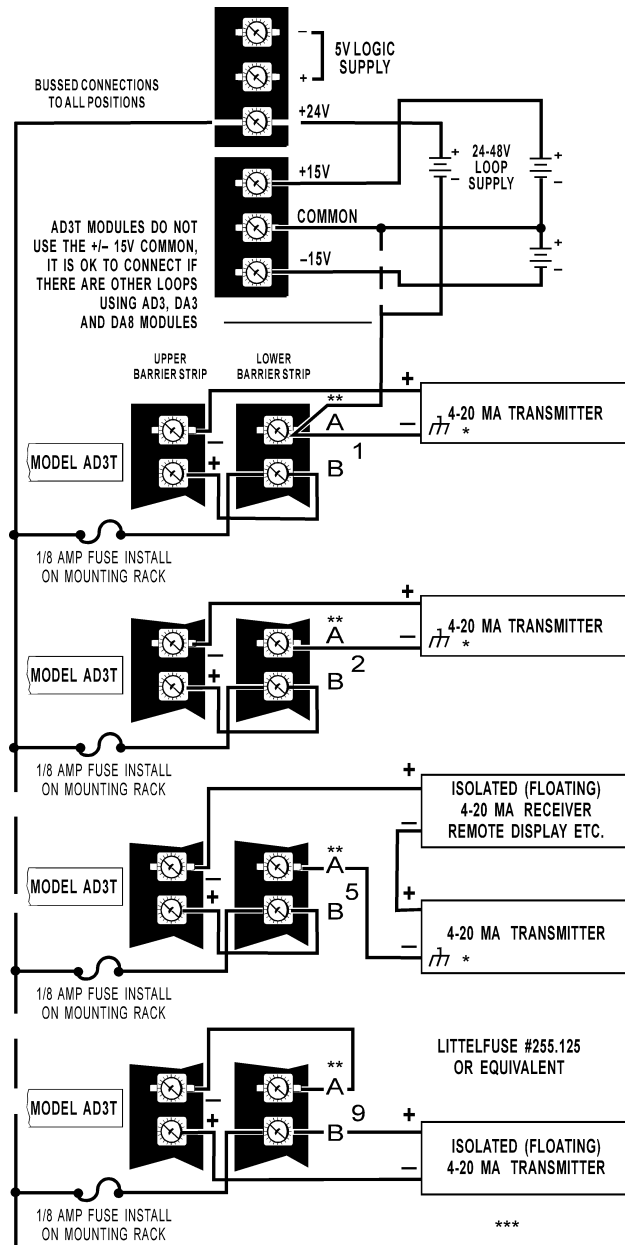 –
5V LOGIC
SUPPLY
+
BUSSED CONNECTIONS
TO ALL POSITIONS
+24V
+15V
+
–
24-48V
LOOP
SUPPLY
+
–
COMMON
AD3T MODULES DO NOT
USE THE +/– 15V COMMON,
IT IS OK TO CONNECT IF
THERE ARE OTHER LOOPS
USING AD3, DA3
AND DA8 MODULES
–15V
+
–
UPPER
BARRIER STRIP
LOWER
BARRIER STRIP
**
A
1
B
–
+
+
–
4-20 MA TRANSMITTER
*
MODEL AD3T
1/8 AMP FUSE INSTALL
ON MOUNTING RACK
**
A
2
B
–
+
+
–
4-20 MA TRANSMITTER
*
MODEL AD3T
1/8 AMP FUSE INSTALL
ON MOUNTING RACK
+
–
ISOLATED (FLOATING)
4-20 MA RECEIVER
REMOTE DISPLAY ETC.
**
A
5
B
–
+
MODEL AD3T
+
–
4-20 MA TRANSMITTER
*
1/8 AMP FUSE INSTALL
ON MOUNTING RACK
**
A
9
B
–
+
LITTELFUSE #255.125
OR EQUIVALENT
MODEL AD3T
+
–
ISOLATED (FLOATING)
4-20 MA TRANSMITTER
1/8 AMP FUSE INSTALL
ON MOUNTING RACK
***